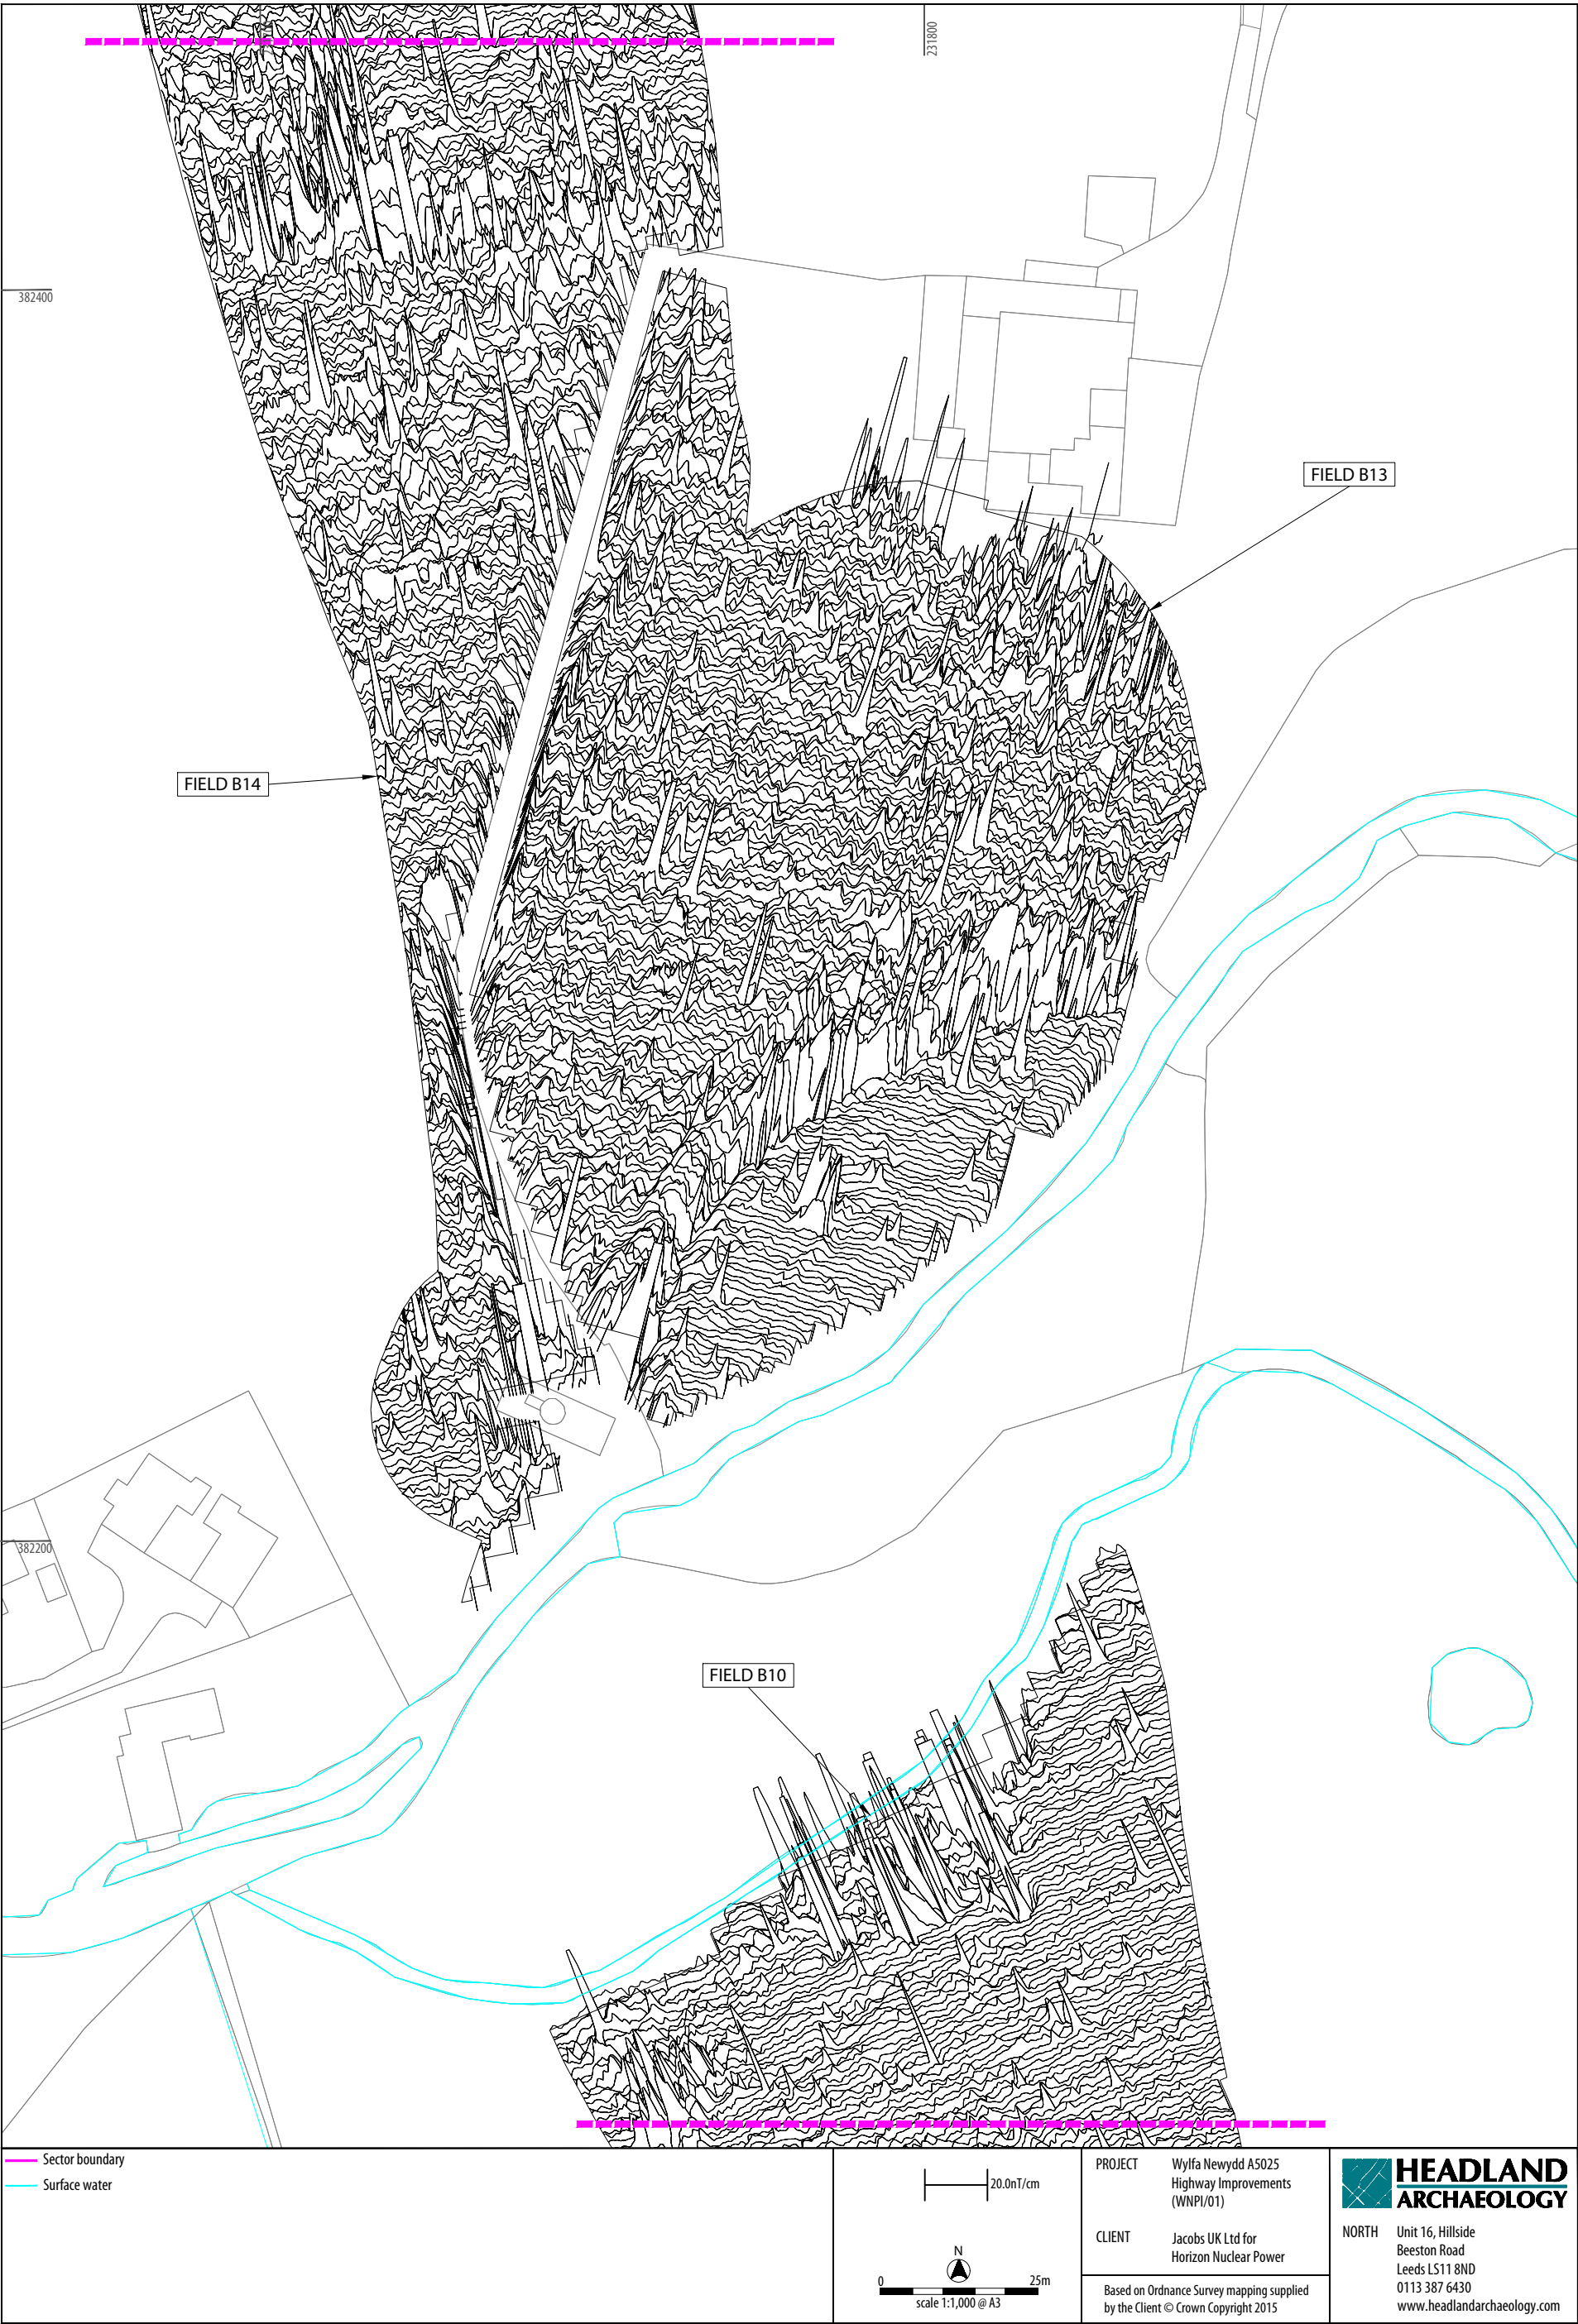 231800
382400
FIELD B13
FIELD B14
382200
FIELD B10
Sector boundary
Surface water
20.0nT/cm
N
0 25m
scale 1:1,000 @ A3
PROJECT Wylfa Newydd A5025
Highway Improvements
(WNPI/01)
CLIENT Jacobs UK Ltd for
Horizon Nuclear Power
Based on Ordnance Survey mapping supplied
by the Client © Crown Copyright 2015
HEADLAND
ARCHAEOLOGY
NORTH Unit 16, Hillside
Beeston Road
Leeds LS11 8ND
0113 387 6430
www.headlandarchaeology.com